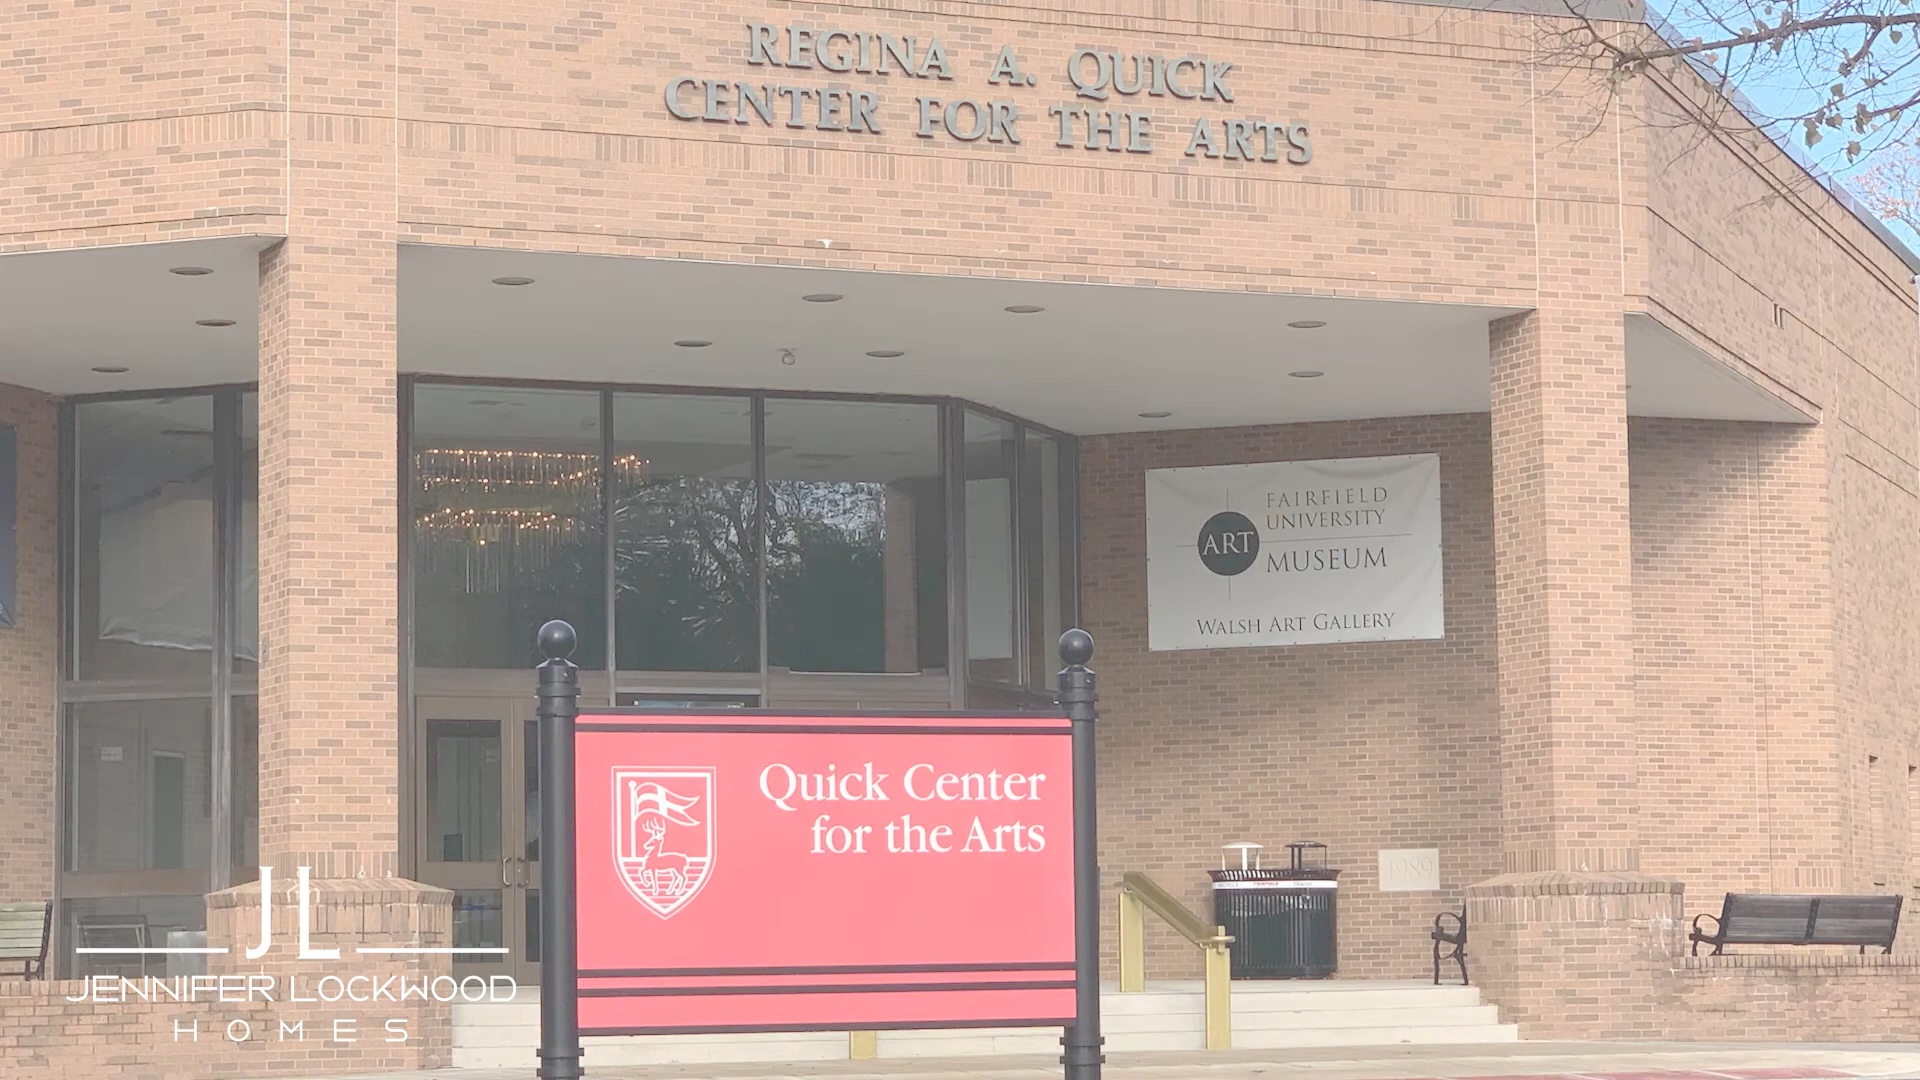 REGINA A. QUICK
CENTER FOR THE ARTS
FAIRFIELD
UNIVERSITY
ART
MUSEUM
WALSH ART GALLERY
Quick Center
for the Arts
1989
JL
JENNIFER LOCKWOOD
HOMES